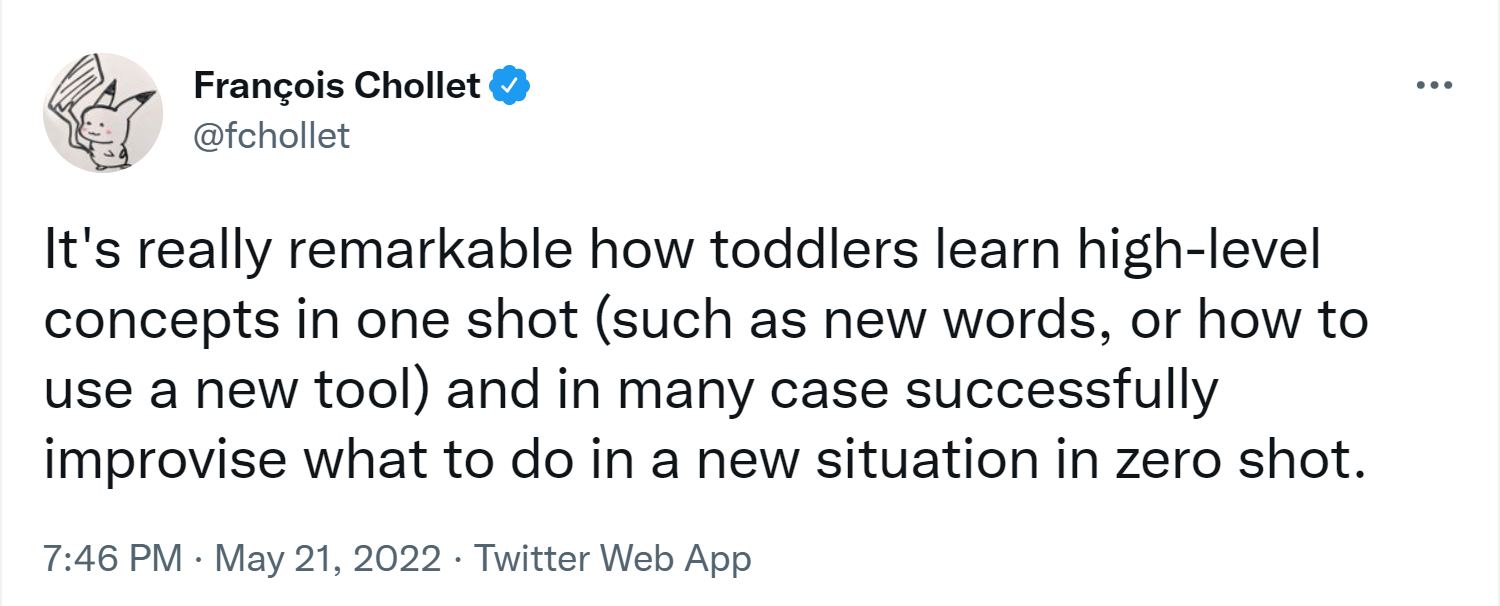 François Chollet
@fchollet
It's really remarkable how toddlers learn high-level
concepts in one shot (such as new words, or how to
use a new tool) and in many case successfully
improvise what to do in a new situation in zero shot.
7:46 PM · May 21, 2022 · Twitter Web App